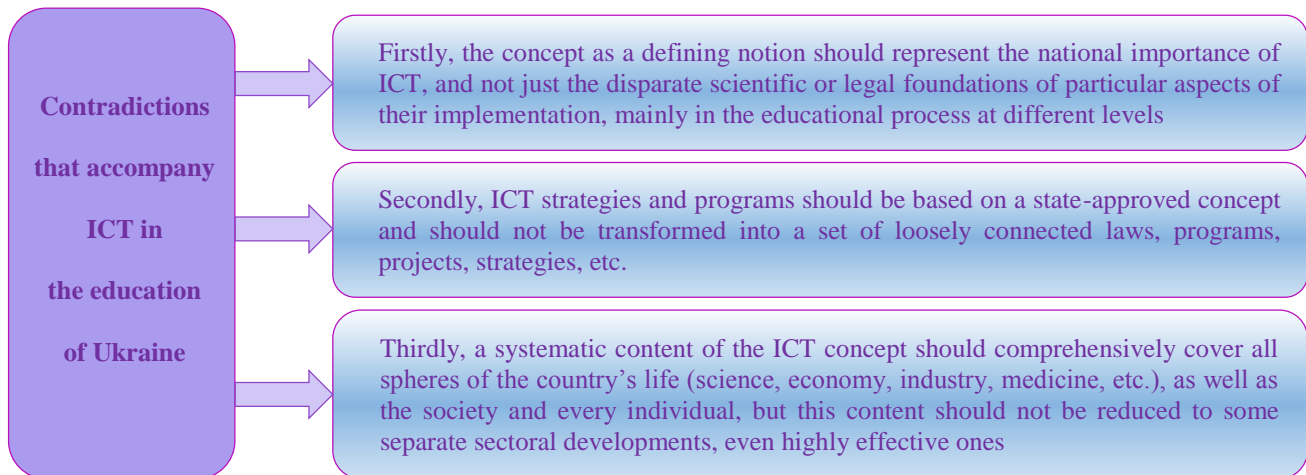 Contradictions
that accompany
ICT in
the education
of Ukraine
Firstly, the concept as a defining notion should represent the national importance of
ICT, and not just the disparate scientific or legal foundations of particular aspects of
their implementation, mainly in the educational process at different levels
Secondly, ICT strategies and programs should be based on a state-approved concept
and should not be transformed into a set of loosely connected laws, programs,
projects, strategies, etc.
Thirdly, a systematic content of the ICT concept should comprehensively cover all
spheres of the country’s life (science, economy, industry, medicine, etc.), as well as
the society and every individual, but this content should not be reduced to some
separate sectoral developments, even highly effective ones